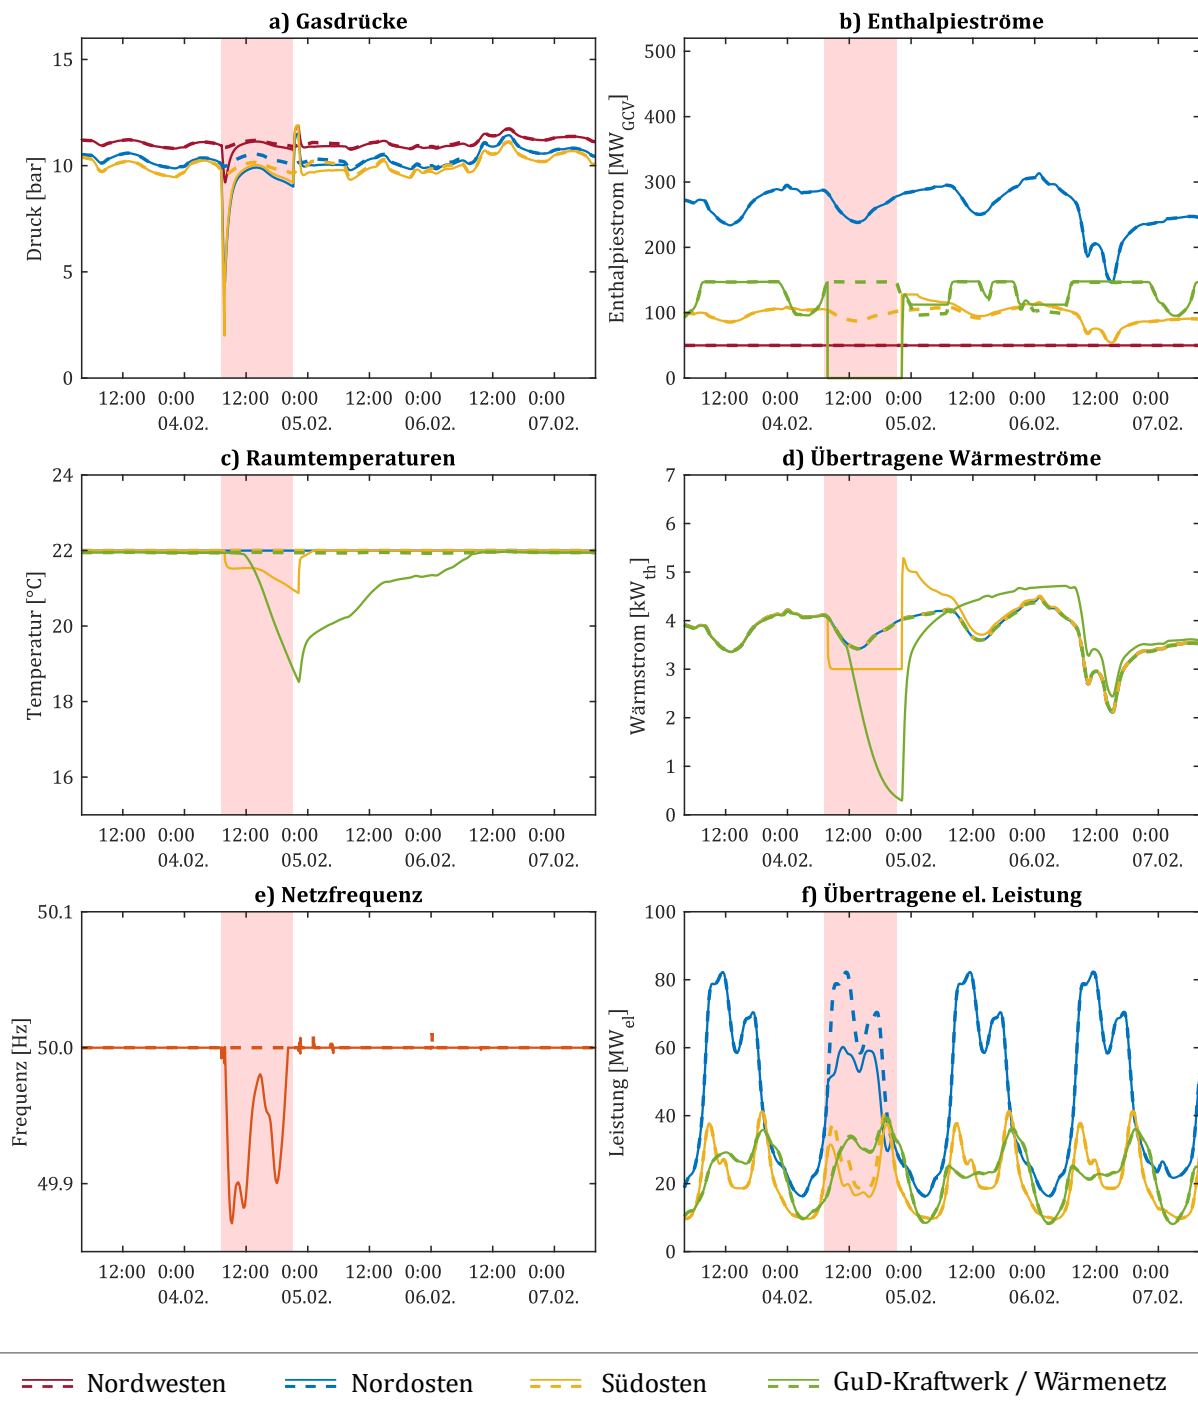 a) Gasdrücke
15
10
5
0
Druck [bar]
12:00 0:00 12:00 0:00 12:00 0:00 12:00 0:00
04.02. 05.02. 06.02. 07.02.
b) Enthalpieströme
500
400
300
200
100
0
Enthalpiestrom [MW_GCV]
12:00 0:00 12:00 0:00 12:00 0:00 12:00 0:00
04.02. 05.02. 06.02. 07.02.
c) Raumtemperaturen
24
22
20
18
16
Temperatur [°C]
12:00 0:00 12:00 0:00 12:00 0:00 12:00 0:00
04.02. 05.02. 06.02. 07.02.
d) Übertragene Wärmeströme
7
6
5
4
3
2
1
0
Wärmstrom [kW_th]
12:00 0:00 12:00 0:00 12:00 0:00 12:00 0:00
04.02. 05.02. 06.02. 07.02.
e) Netzfrequenz
50.1
50.0
49.9
Frequenz [Hz]
12:00 0:00 12:00 0:00 12:00 0:00 12:00 0:00
04.02. 05.02. 06.02. 07.02.
f) Übertragene el. Leistung
100
80
60
40
20
0
Leistung [MW_el]
12:00 0:00 12:00 0:00 12:00 0:00 12:00 0:00
04.02. 05.02. 06.02. 07.02.
Nordwesten Nordosten Südosten GuD-Kraftwerk / Wärmenetz